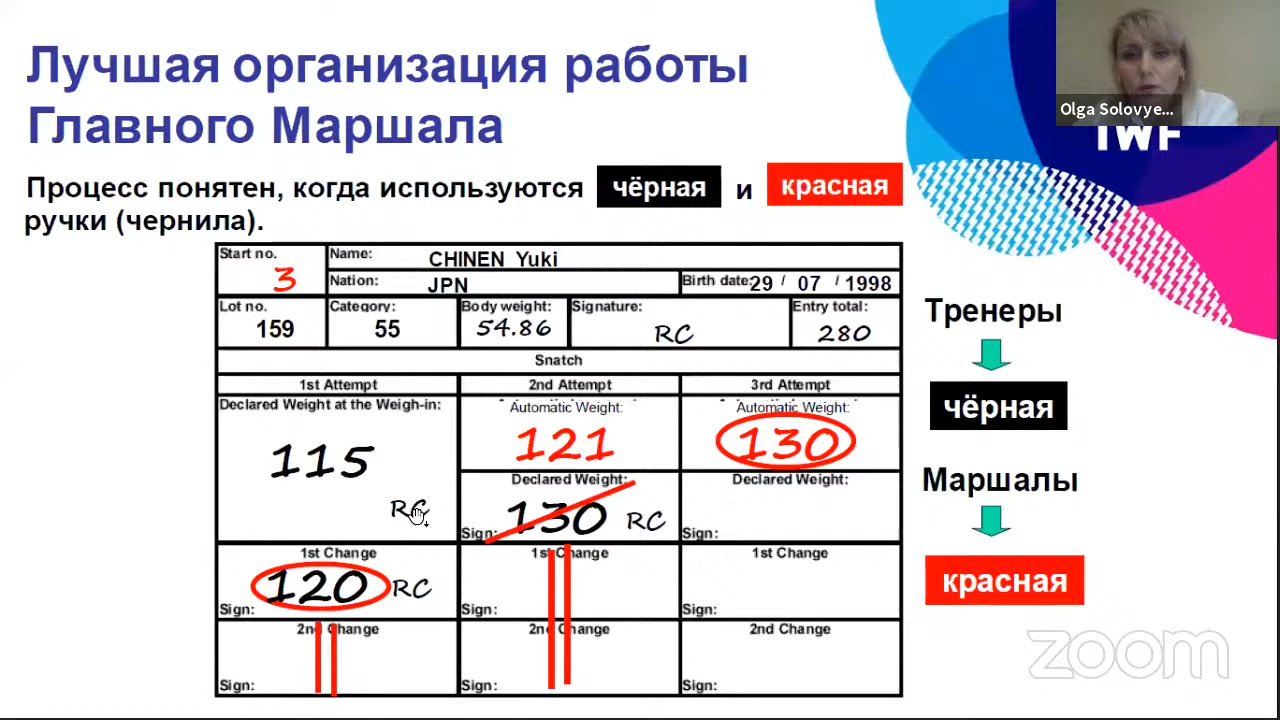 Лучшая организация работы
Главного Маршала
Olga Solovye...
IWF
Процесс понятен, когда используются чёрная и красная
ручки (чернила).
Start no. 3
Name: CHINEN Yuki
Nation: JPN
Birth date: 29 / 07 / 1998
Lot no. 159
Category: 55
Body weight: 54.86
Signature: RC
Entry total: 280
Snatch
1st Attempt 2nd Attempt 3rd Attempt
Declared Weight at the Weigh-in: Automatic Weight: Automatic Weight:
115 RC 121 130
Declared Weight: Declared Weight:
Sign: 130 RC Sign:
1st Change 1st Change 1st Change
120 RC
Sign: Sign: Sign:
2nd Change 2nd Change 2nd Change
Sign: Sign: Sign:
Тренеры
чёрная
Маршалы
красная
zoom